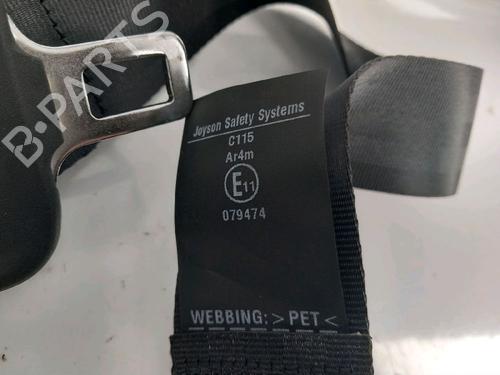 B-PARTS
Joyson Safety Systems
C115
Ar4m
E11
079474
WEBBING: > PET <